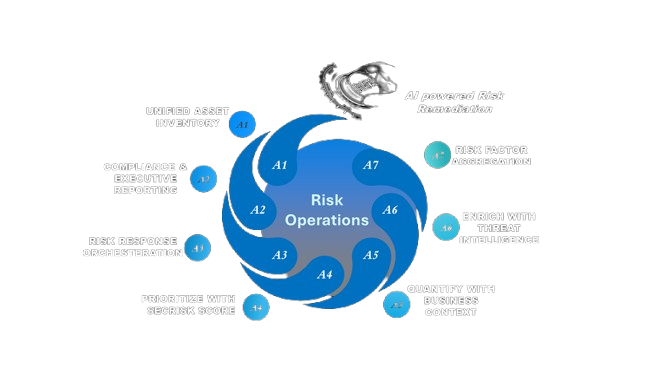 AI powered Risk
Remediation
UNIFIED ASSET
INVENTORY
A1
COMPLIANCE &
EXECUTIVE
REPORTING
A2
RISK RESPONSE
ORCHESTERATION
A3
PRIORITIZE WITH
SECRISK SCORE
A4
A7
RISK FACTOR
AGGREGATION
A6
ENRICH WITH
THREAT
INTELLIGENCE
A5
QUANTIFY WITH
BUSINESS
CONTEXT
Risk
Operations
A1
A2
A3
A4
A5
A6
A7